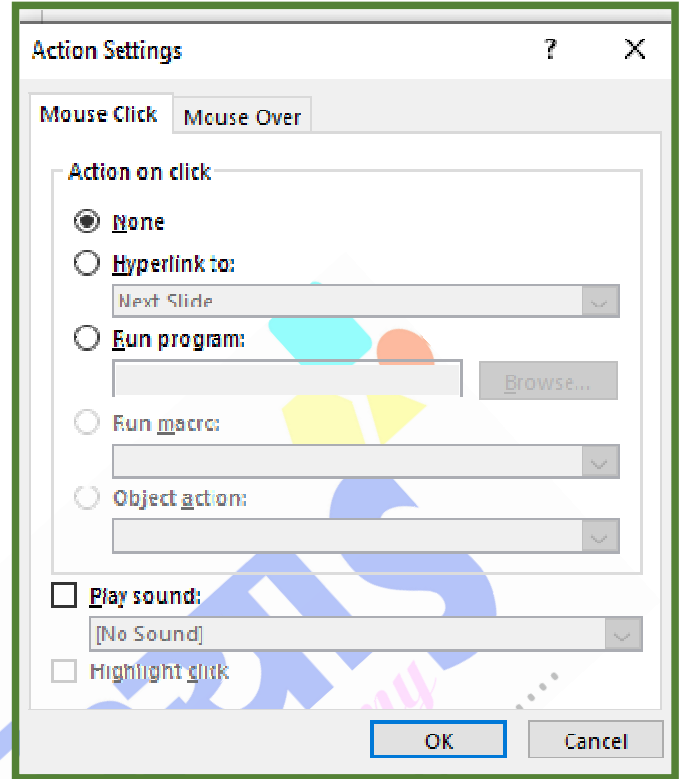 Action Settings ? X
Mouse Click Mouse Over
Action on click
None
Hyperlink to:
Next Slide
Run program:
Browse...
Run macro:
Object action:
Play sound:
[No Sound]
Highlight click
OK Cancel